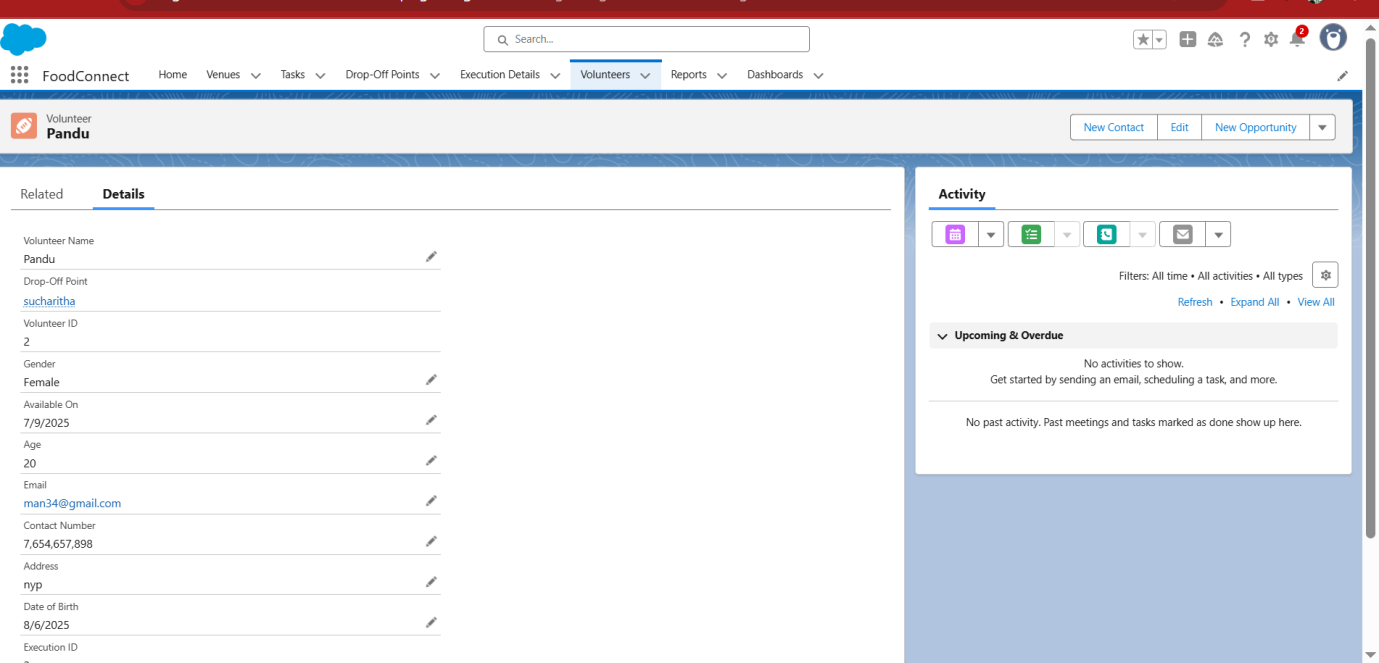 Search...
2
FoodConnect Home Venues Tasks Drop-Off Points Execution Details Volunteers Reports Dashboards
Volunteer
Pandu
New Contact Edit New Opportunity
Related Details
Volunteer Name
Pandu
Drop-Off Point
sucharitha
Volunteer ID
2
Gender
Female
Available On
7/9/2025
Age
20
Email
man34@gmail.com
Contact Number
7,654,657,898
Address
nyp
Date of Birth
8/6/2025
Execution ID
Activity
Filters: All time • All activities • All types
Refresh • Expand All • View All
Upcoming & Overdue
No activities to show.
Get started by sending an email, scheduling a task, and more.
No past activity. Past meetings and tasks marked as done show up here.